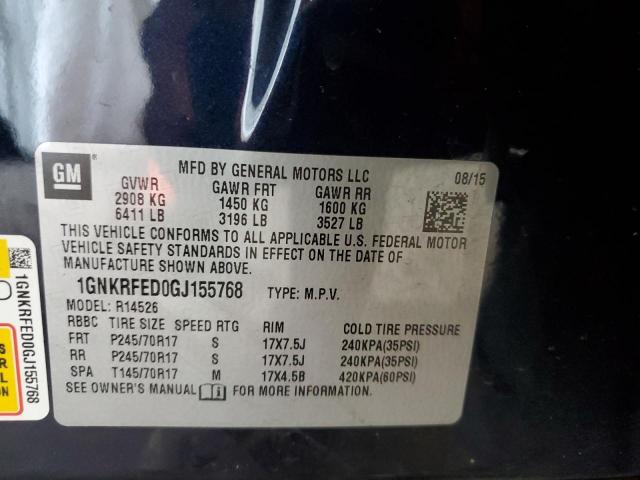 GM
®
MFD BY GENERAL MOTORS LLC
08/15
GVWR GAWR FRT GAWR RR
2908 KG 1450 KG 1600 KG
6411 LB 3196 LB 3527 LB
THIS VEHICLE CONFORMS TO ALL APPLICABLE U.S. FEDERAL MOTOR
VEHICLE SAFETY STANDARDS IN EFFECT ON THE DATE OF
MANUFACTURE SHOWN ABOVE.
1GNKRFED0GJ155768 TYPE: M.P.V.
MODEL: R14526
RBBC TIRE SIZE SPEED RTG RIM COLD TIRE PRESSURE
FRT P245/70R17 S 17X7.5J 240KPA(35PSI)
RR P245/70R17 S 17X7.5J 240KPA(35PSI)
SPA T145/70R17 M 17X4.5B 420KPA(60PSI)
SEE OWNER'S MANUAL FOR MORE INFORMATION.
1GNKRFED0GJ155768